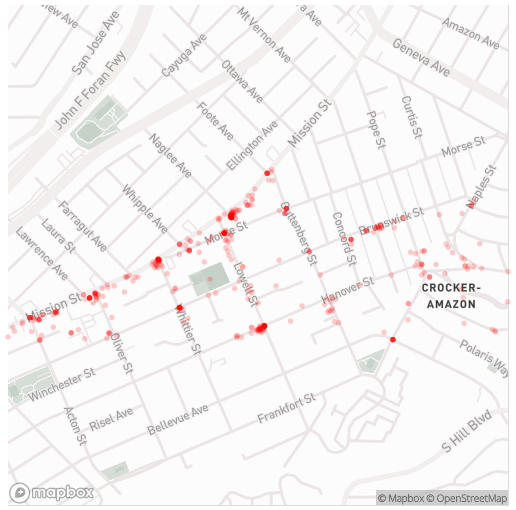 View Ave
San Jose Ave
Mt Vernon Ave
Cayuga Ave
Amazon Ave
Geneva Ave
John F Foran Fwy
Ottawa Ave
Foote Ave
Mission St
Curtis St
Pope St
Naglee Ave
Ellington Ave
Morse St
Whipple Ave
Naples St
Farragut Ave
Laura St
Lawrence Ave
Morse St
Guttenberg St
Concord St
Brunswick St
Lowell St
Hanover St
CROCKER-
AMAZON
Mission St
Whittier St
Oliver St
Polaris Way
Winchester St
Acton St
Risel Ave
Bellevue Ave
Frankfort St
S Hill Blvd
mapbox
© Mapbox © OpenStreetMap